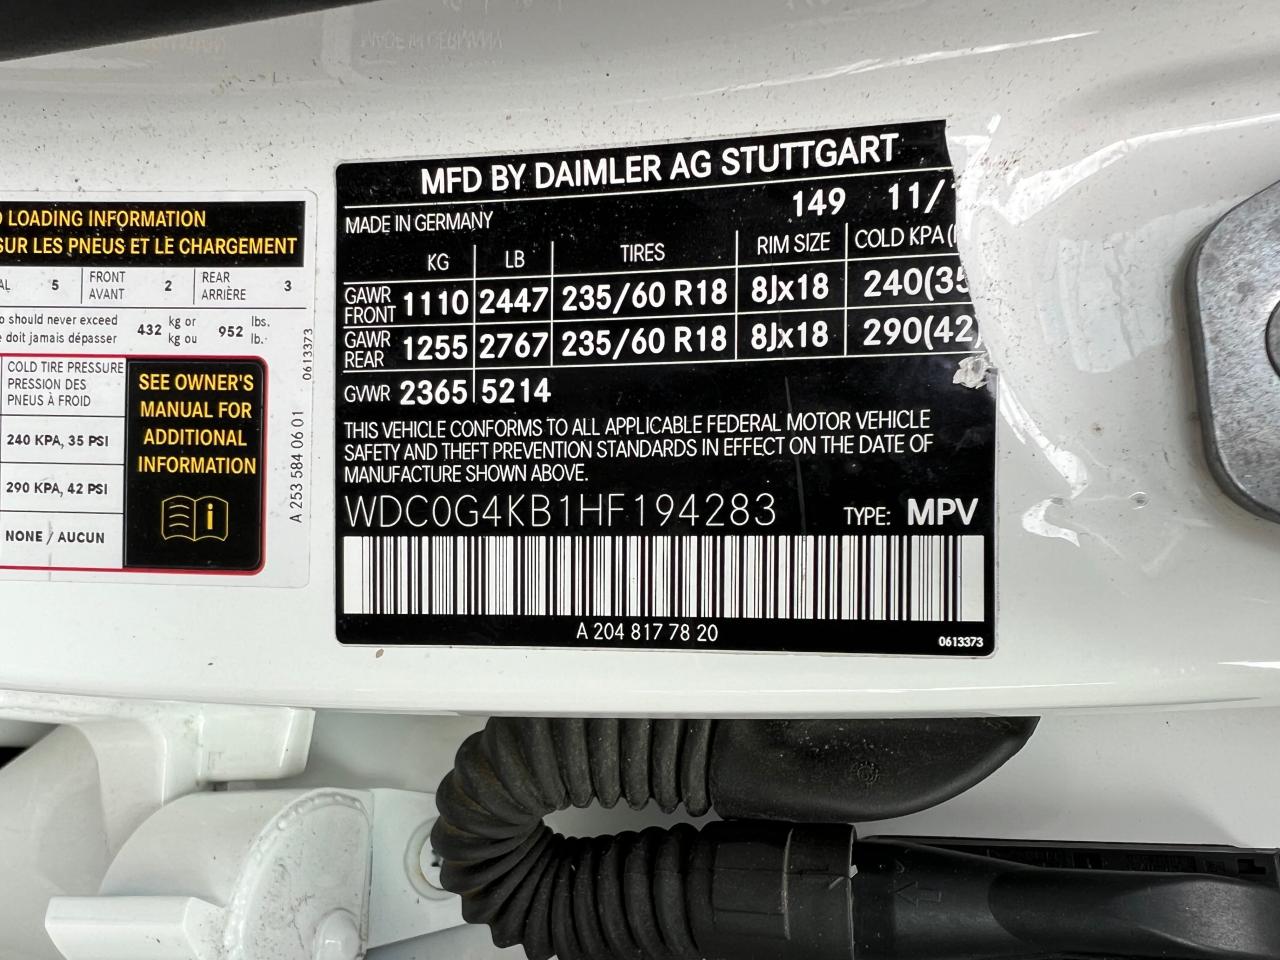 LOADING INFORMATION
SUR LES PNEUS ET LE CHARGEMENT
5 FRONT AVANT 2 REAR ARRIÈRE 3
should never exceed 432 kg or 952 lbs.
doit jamais dépasser kg ou lb.
COLD TIRE PRESSURE
PRESSION DES
PNEUS À FROID
240 KPA, 35 PSI
290 KPA, 42 PSI
NONE / AUCUN
SEE OWNER'S
MANUAL FOR
ADDITIONAL
INFORMATION
0613373
A 253 584 06 01
MFD BY DAIMLER AG STUTTGART
MADE IN GERMANY 149 11/
KG LB TIRES RIM SIZE COLD KPA
GAWR FRONT 1110 2447 235/60 R18 8Jx18 240(35
GAWR REAR 1255 2767 235/60 R18 8Jx18 290(42)
GVWR 2365 5214
THIS VEHICLE CONFORMS TO ALL APPLICABLE FEDERAL MOTOR VEHICLE
SAFETY AND THEFT PREVENTION STANDARDS IN EFFECT ON THE DATE OF
MANUFACTURE SHOWN ABOVE.
WDC0G4KB1HF194283 TYPE: MPV
A 204 817 78 20
0613373